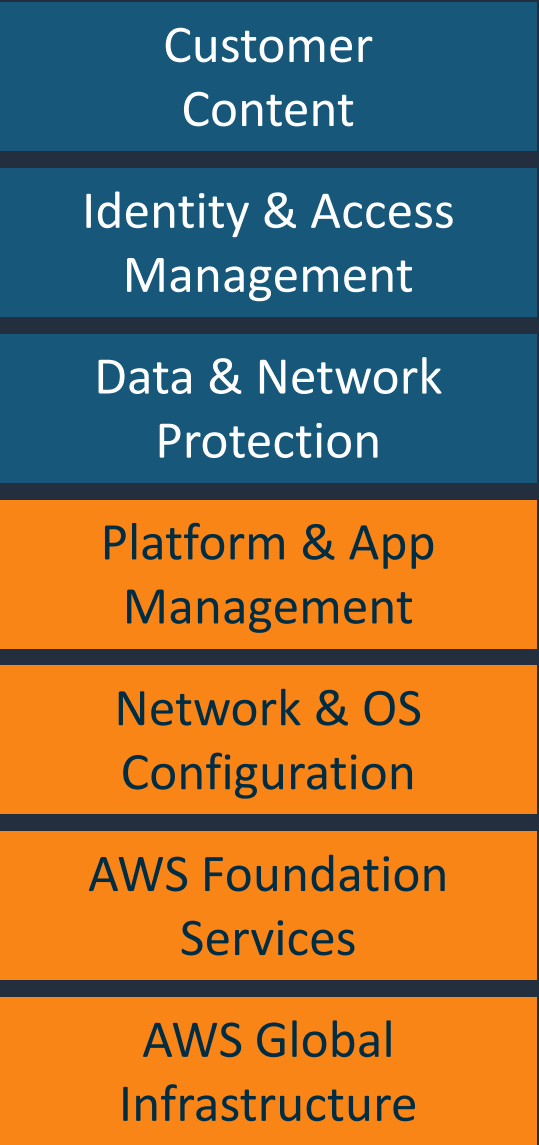 Customer
Content
Identity & Access
Management
Data & Network
Protection
Platform & App
Management
Network & OS
Configuration
AWS Foundation
Services
AWS Global
Infrastructure